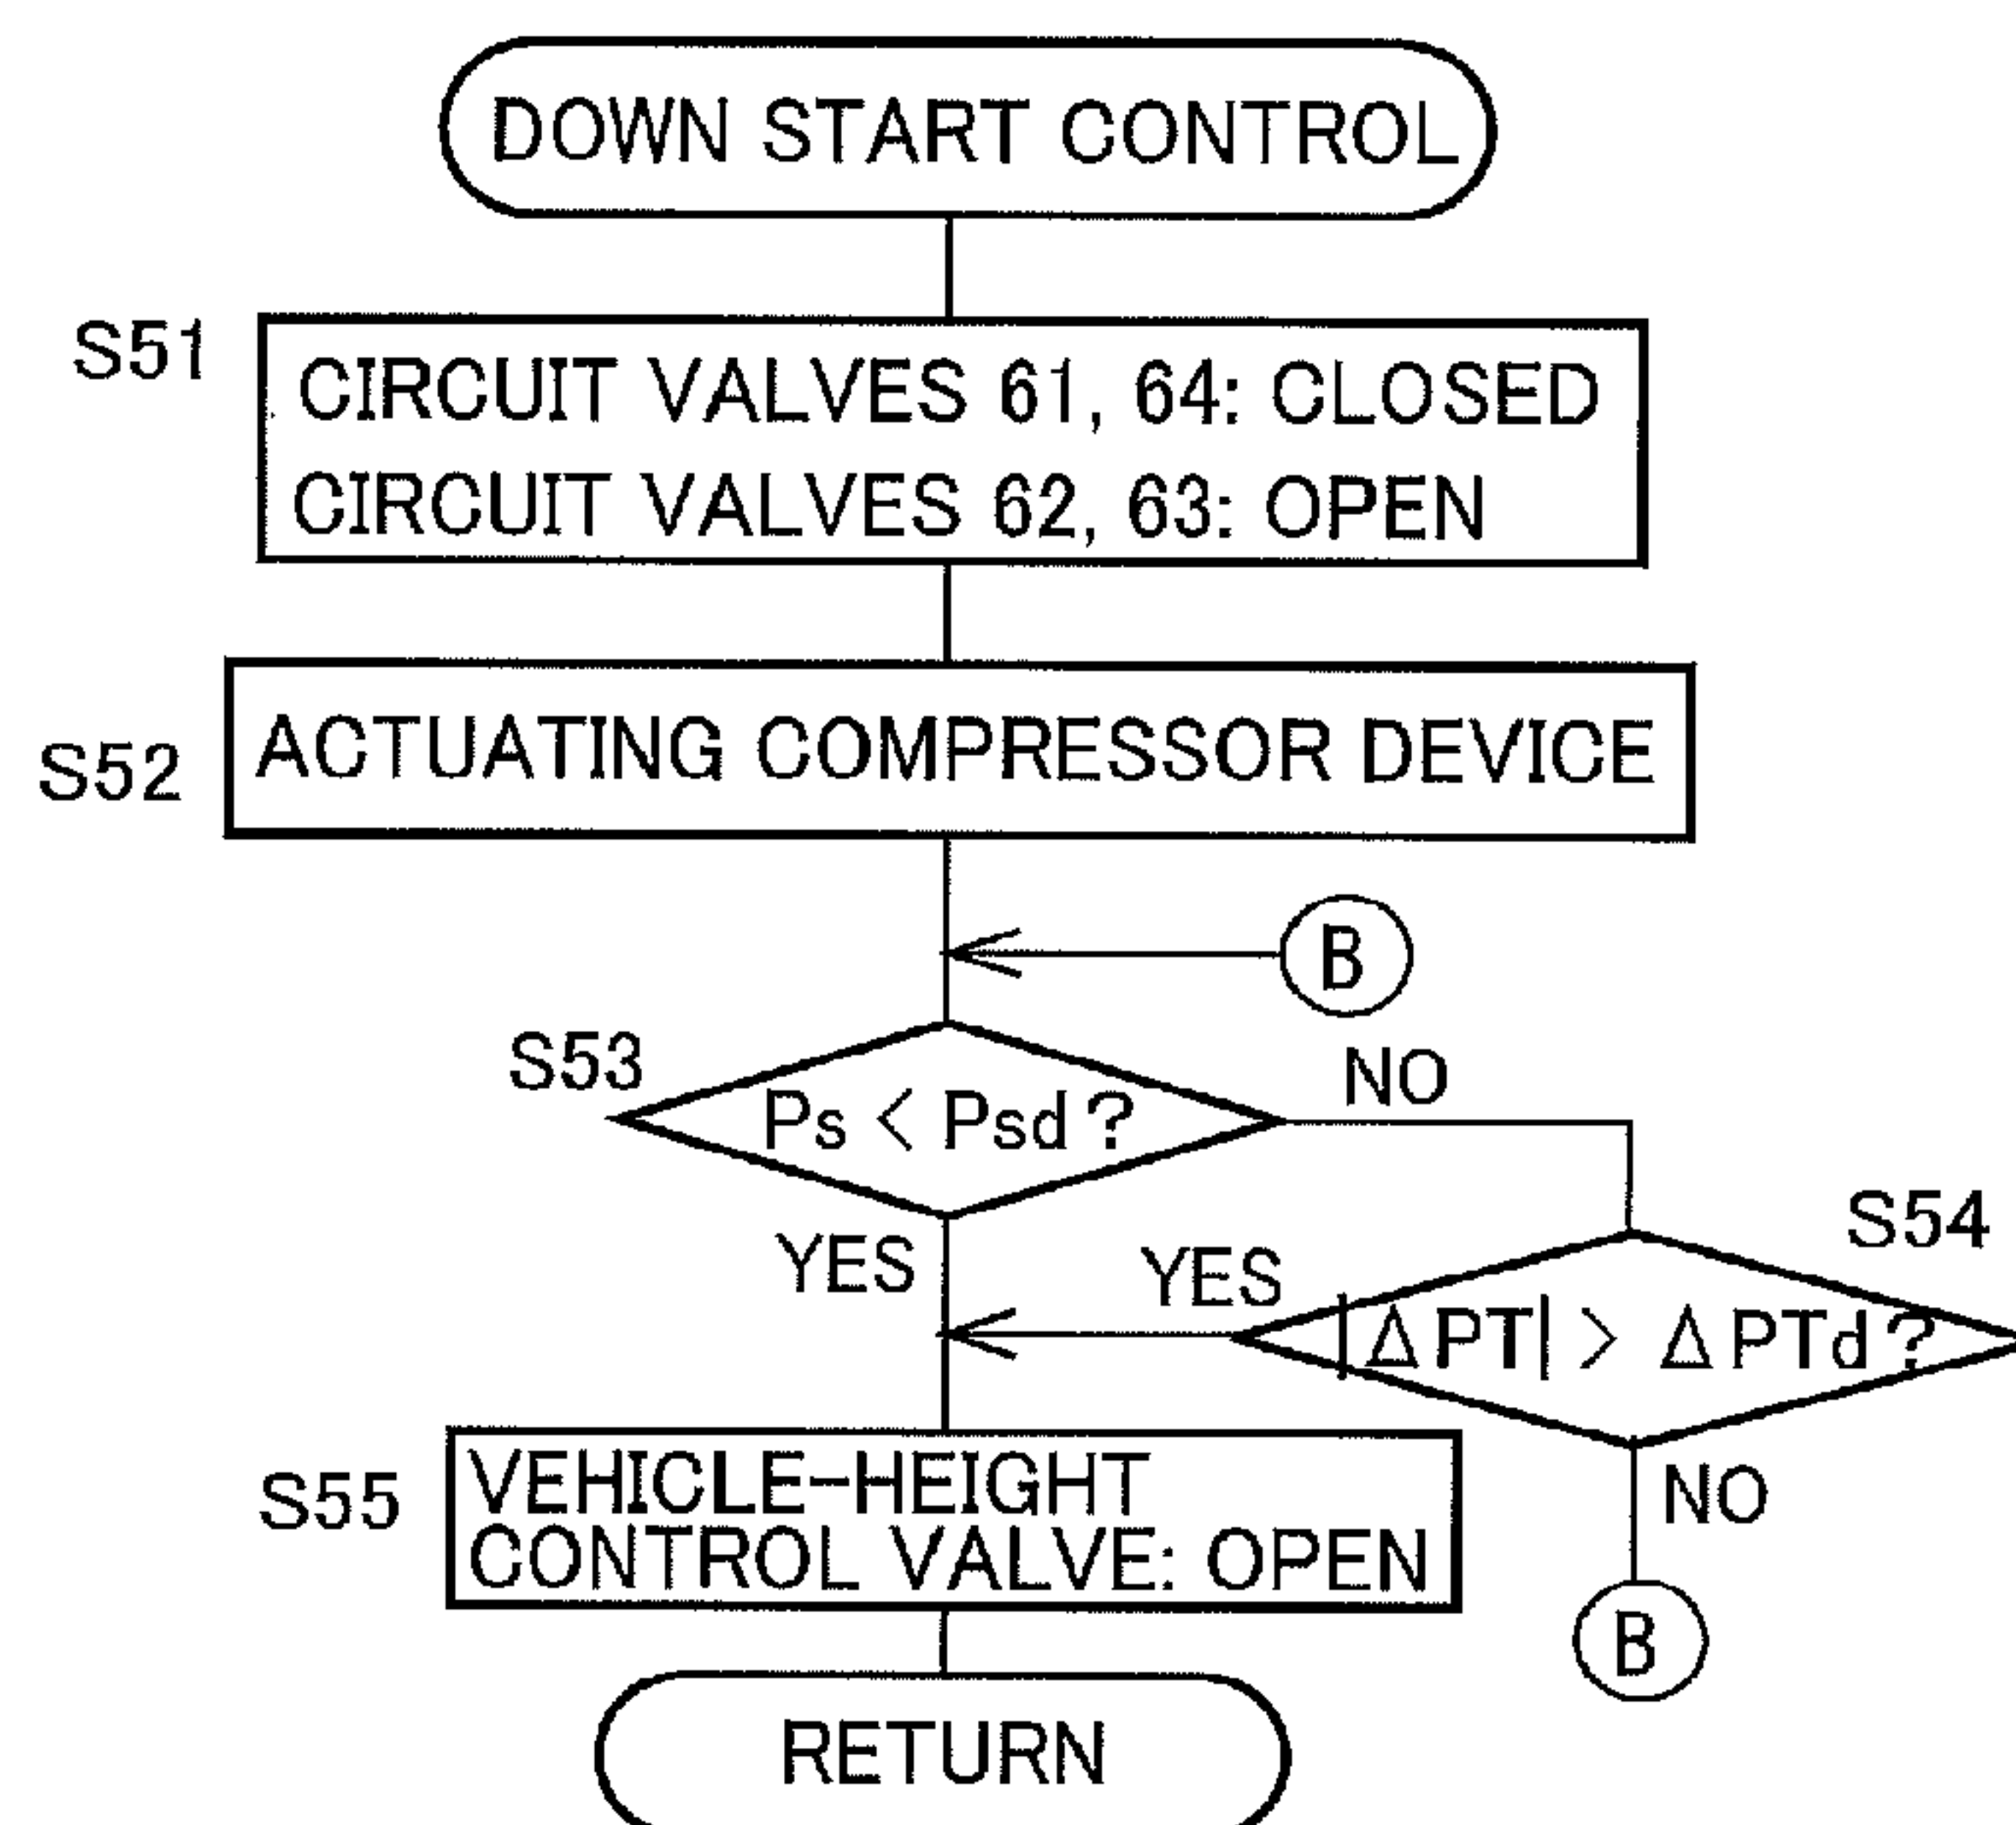 DOWN START CONTROL
S51
CIRCUIT VALVES 61, 64: CLOSED
CIRCUIT VALVES 62, 63: OPEN
S52
ACTUATING COMPRESSOR DEVICE
B
S53
Ps < Psd ?
NO
YES
S54
YES
|ΔPT| > ΔPTd ?
NO
S55
VEHICLE-HEIGHT
CONTROL VALVE: OPEN
B
RETURN